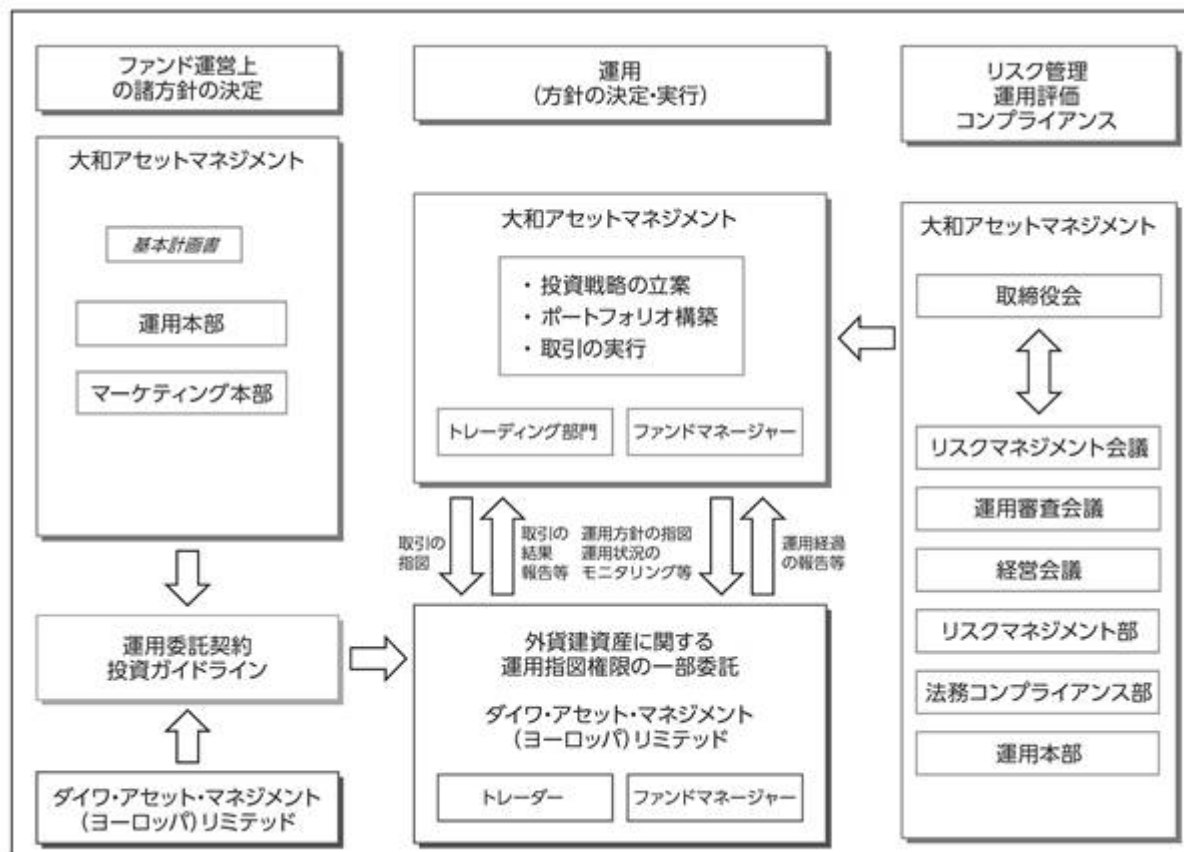 ファンド運営上
の諸方針の決定
大和アセットマネジメント
基本計画書
運用本部
マーケティング本部
運用委託契約
投資ガイドライン
ダイワ・アセット・マネジメント
(ヨーロッパ)リミテッド
運用
(方針の決定・実行)
大和アセットマネジメント
・ 投資戦略の立案
・ ポートフォリオ構築
・ 取引の実行
トレーディング部門
ファンドマネージャー
取引の
指図
取引の
結果
報告等
運用方針の指図
運用状況の
モニタリング等
運用経過
の報告等
外貨建資産に関する
運用指図権限の一部委託
ダイワ・アセット・マネジメント
(ヨーロッパ)リミテッド
トレーダー
ファンドマネージャー
リスク管理
運用評価
コンプライアンス
大和アセットマネジメント
取締役会
リスクマネジメント会議
運用審査会議
経営会議
リスクマネジメント部
法務コンプライアンス部
運用本部